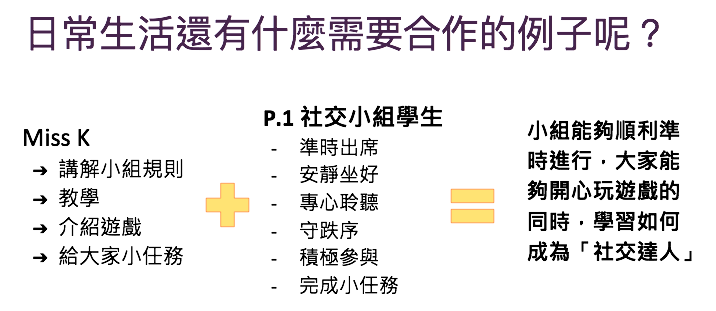 日常生活還有什麼需要合作的例子呢？
Miss K
➔ 講解小組規則
➔ 教學
➔ 介紹遊戲
➔ 給大家小任務
P.1 社交小組學生
- 準時出席
- 安靜坐好
- 專心聆聽
- 守跌序
- 積極參與
- 完成小任務
小組能夠順利準
時進行，大家能
夠開心玩遊戲的
同時，學習如何
成為「社交達人」